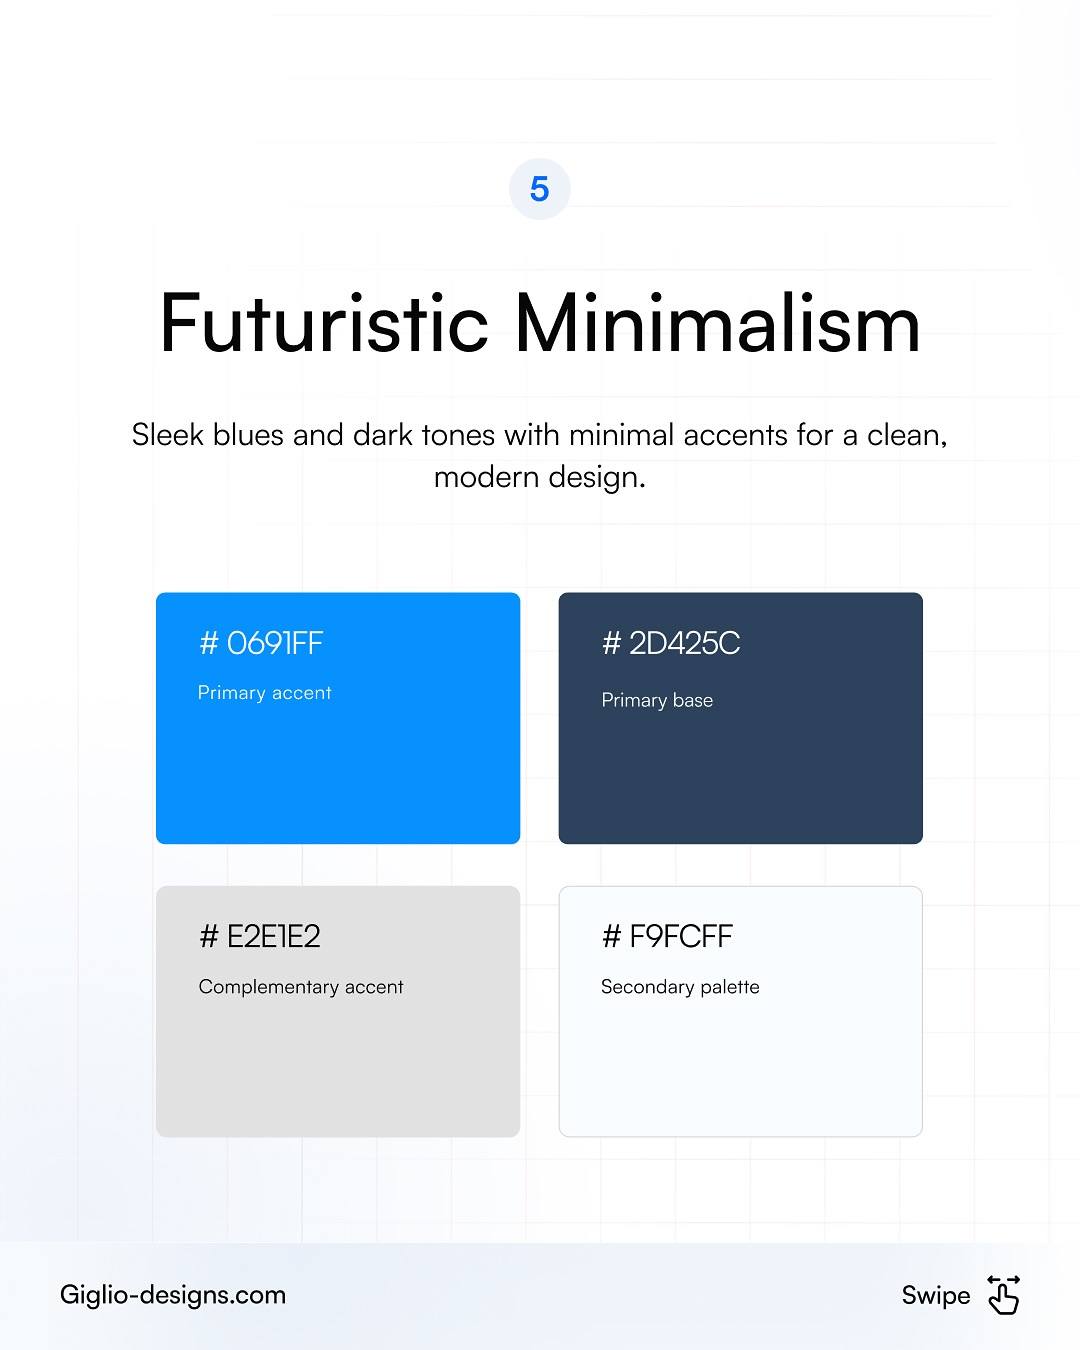 5
Futuristic Minimalism
Sleek blues and dark tones with minimal accents for a clean,
modern design.
# 0691FF
Primary accent
# 2D425C
Primary base
# E2E1E2
Complementary accent
# F9FCFF
Secondary palette
Giglio-designs.com
Swipe